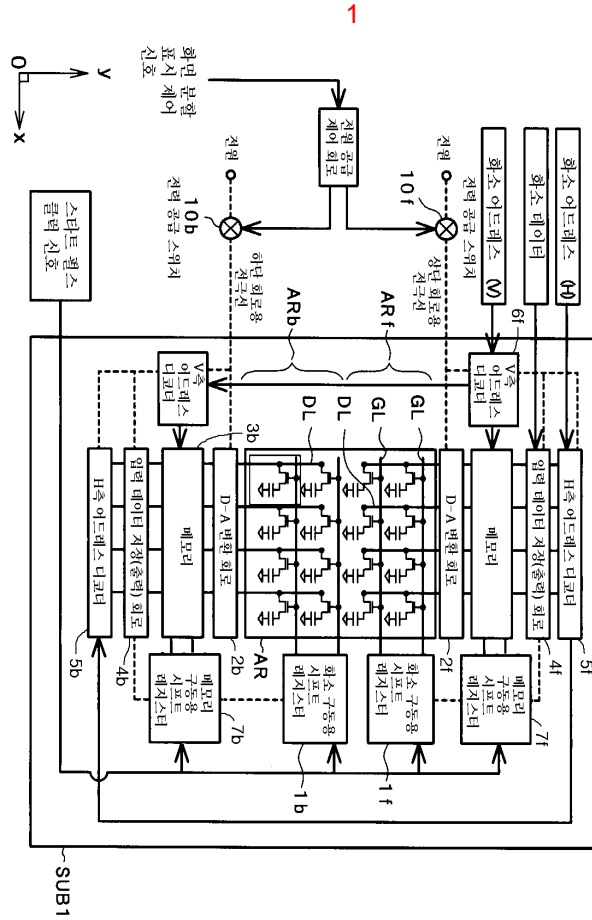 1
화소 어드레스 (H)
화소 데이터
화소 어드레스 (V)
전원
10f
전력 공급 스위치
상단 회로용
전극선
전원 공급
제어 회로
화면 분할
표시 제어
신호
전원
10b
전력 공급 스위치
하단 회로용
전극선
y
O
x
스타트 펄스
클럭 신호
6f
V측
어드레스
디코더
V측
어드레스
디코더
ARf
ARb
GL
GL
DL
DL
3b
H측 어드레스 디코더
입력 데이터 저장(출력) 회로
메모리
D-A 변환 회로
D-A 변환 회로
메모리
입력 데이터 저장(출력) 회로
H측 어드레스 디코더
5f
4f
2f
AR
2b
4b
5b
메모리
구동용
시프트
레지스터
7f
화소 구동용
시프트
레지스터
1f
화소 구동용
시프트
레지스터
1b
메모리
구동용
시프트
레지스터
7b
SUB1